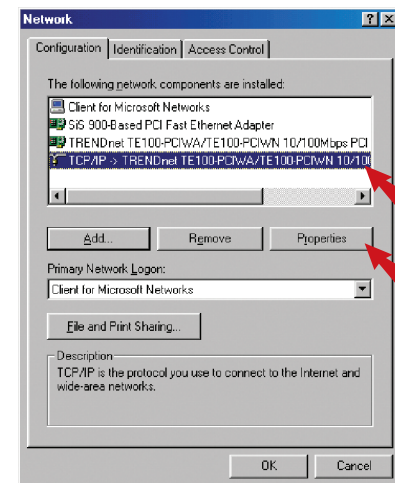 Network
Configuration Identification Access Control
The following network components are installed:
Client for Microsoft Networks
SiS 900-Based PCI Fast Ethernet Adapter
TRENDnet TE100-PCIWA/TE100-PCIWN 10/100Mbps PCI
TCP/IP -> TRENDnet TE100-PCIWA/TE100-PCIWN 10/100
Add... Remove Properties
Primary Network Logon:
Client for Microsoft Networks
File and Print Sharing...
Description
TCP/IP is the protocol you use to connect to the Internet and
wide-area networks.
OK Cancel